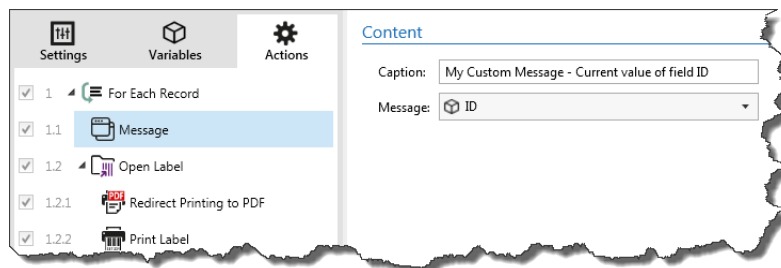 Settings
Variables
Actions
1 For Each Record
1.1 Message
1.2 Open Label
1.2.1 PDF Redirect Printing to PDF
1.2.2 Print Label
Content
Caption: My Custom Message - Current value of field ID
Message: ID